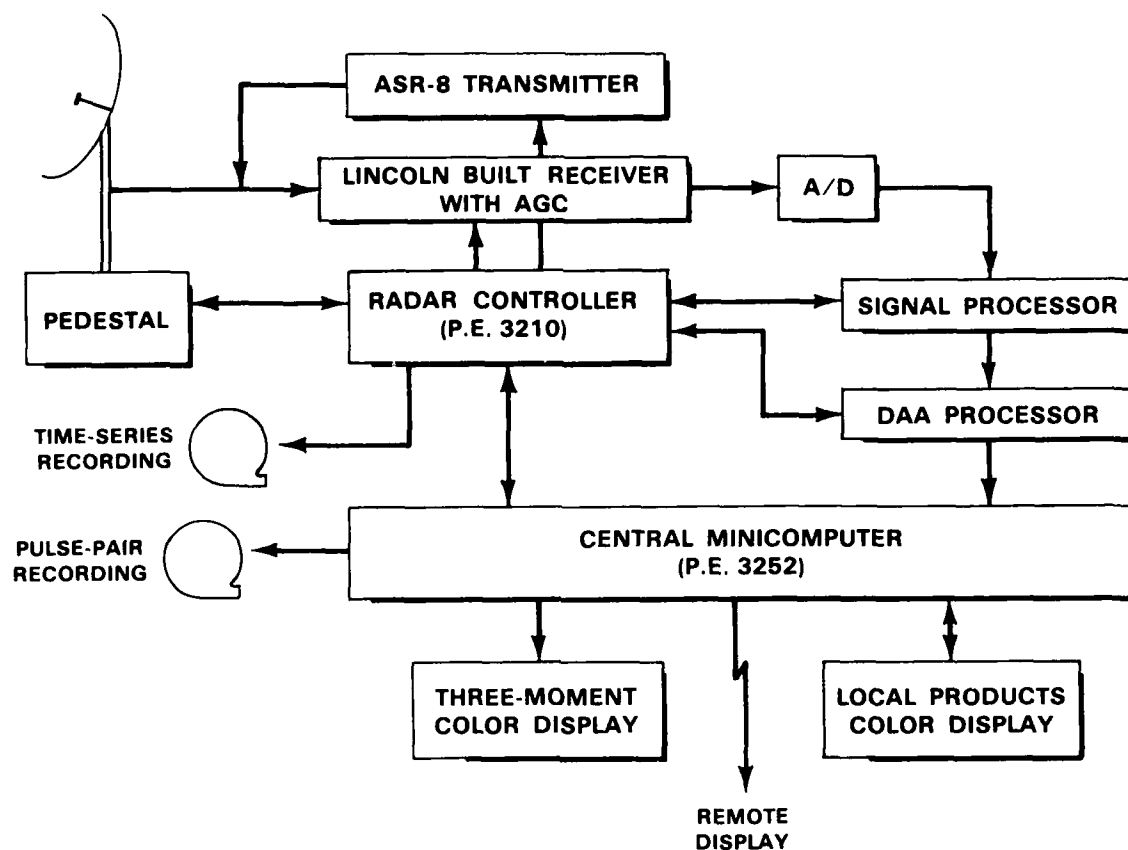 ASR-8 TRANSMITTER
LINCOLN BUILT RECEIVER
WITH AGC
A/D
PEDESTAL
RADAR CONTROLLER
(P.E. 3210)
SIGNAL PROCESSOR
DAA PROCESSOR
TIME-SERIES
RECORDING
PULSE-PAIR
RECORDING
CENTRAL MINICOMPUTER
(P.E. 3252)
THREE-MOMENT
COLOR DISPLAY
LOCAL PRODUCTS
COLOR DISPLAY
REMOTE
DISPLAY